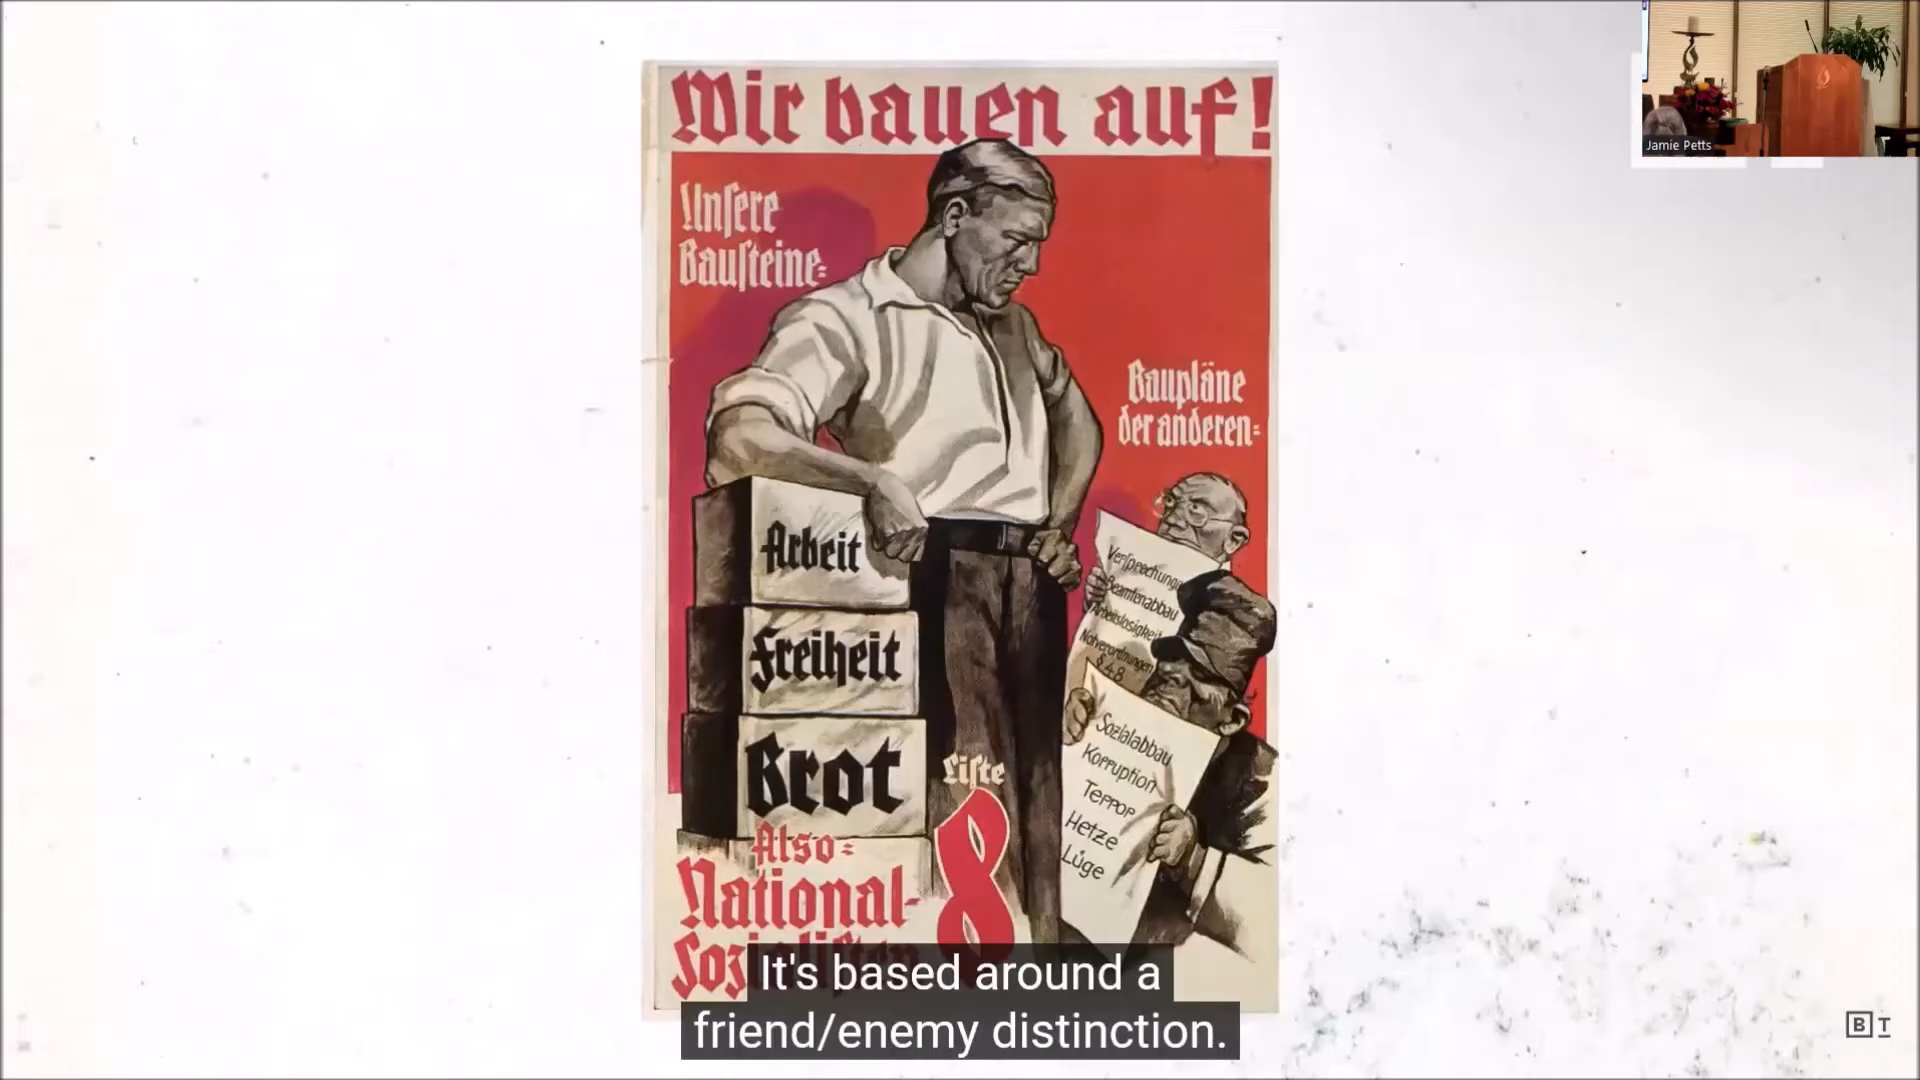 Wir bauen auf!
Unsere
Bausteine:
Baupläne
der anderen:
Arbeit
Freiheit
Brot
Versprechungen
Beamtenabbau
Arbeitslosigkeit
Notverordnungen
§ 48
Sozialabbau
Korruption
Terror
Hetze
Lüge
Liste
8
Also:
National-
Sozialisten
It's based around a
friend/enemy distinction.
Jamie Petts
B T